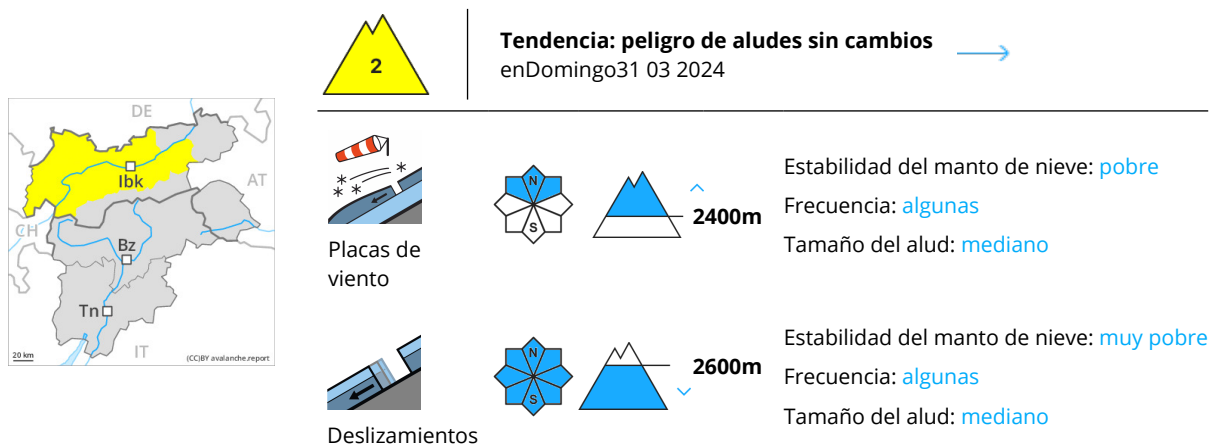 2
Tendencia: peligro de aludes sin cambios
enDomingo31 03 2024
DE
Ibk
AT
CH
Bz
Tn
IT
20 km
(CC)BY avalanche.report
N
S
2400m
Placas de
viento
Estabilidad del manto de nieve: pobre
Frecuencia: algunas
Tamaño del alud: mediano
N
S
2600m
Deslizamientos
Estabilidad del manto de nieve: muy pobre
Frecuencia: algunas
Tamaño del alud: mediano